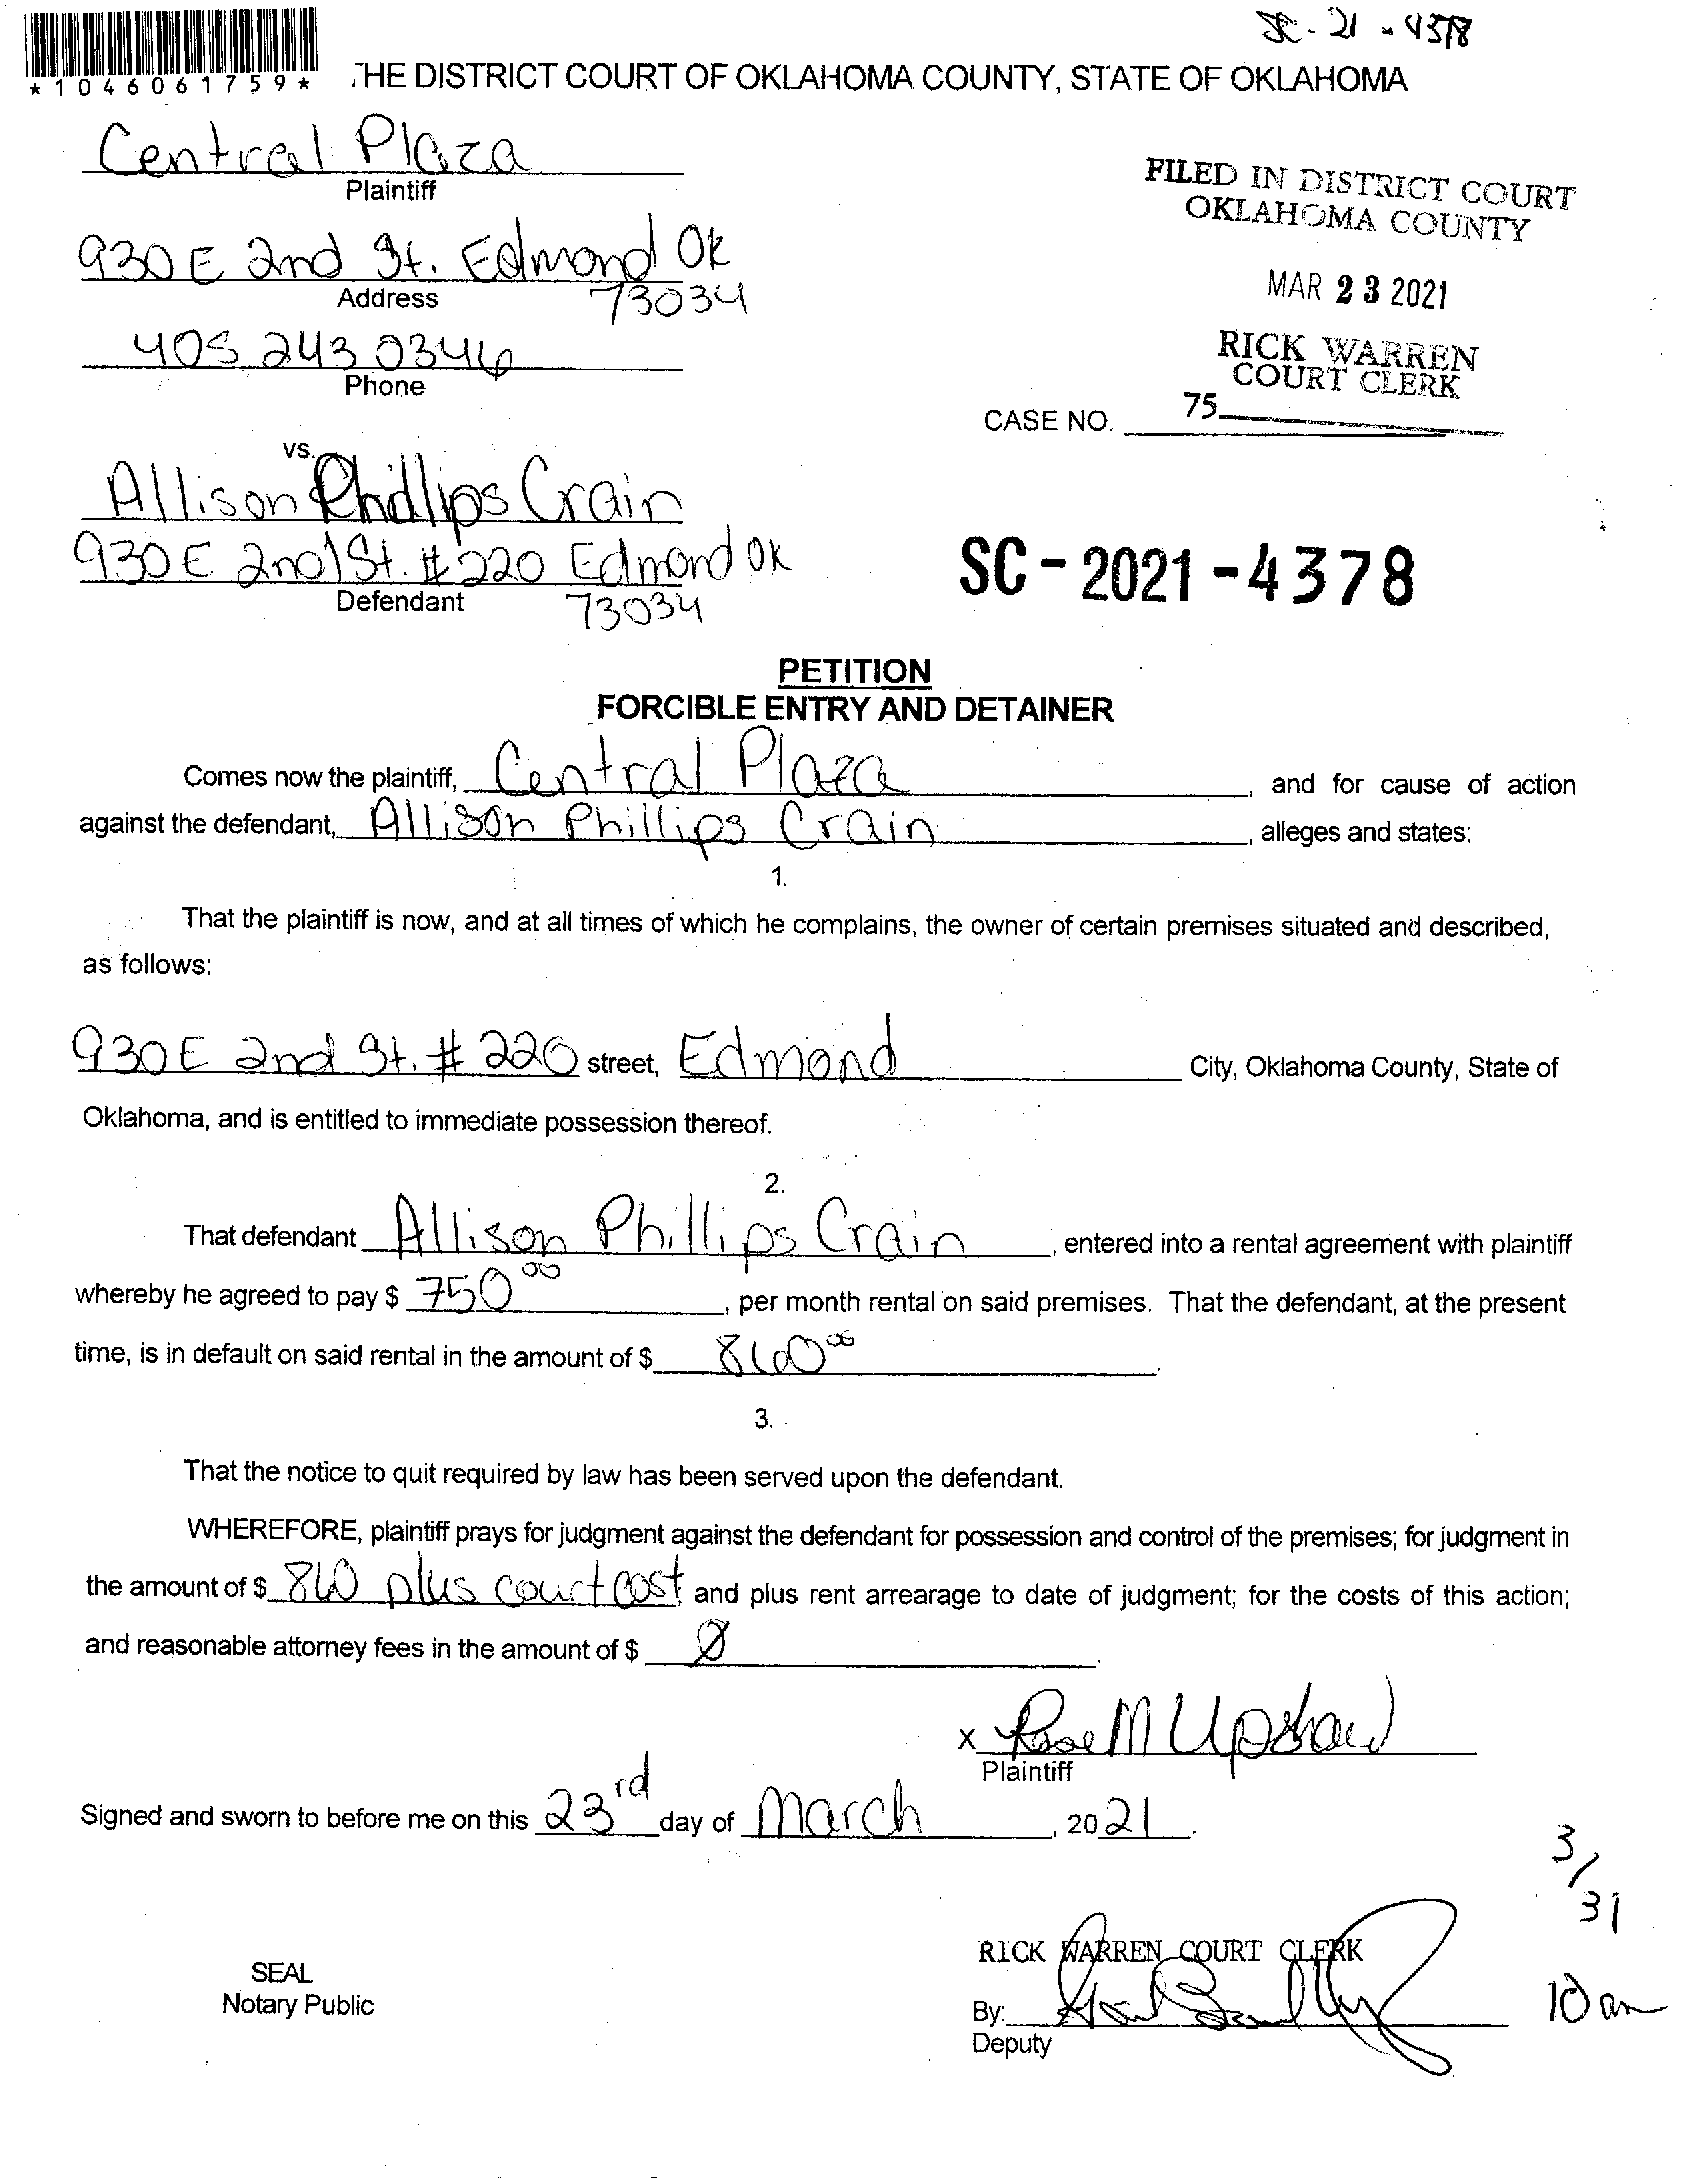 SC - 21 - 4378
*1046061759*
THE DISTRICT COURT OF OKLAHOMA COUNTY, STATE OF OKLAHOMA
Central Plaza
Plaintiff
930 E 2nd St. Edmond Ok
Address
73034
405 243 0346
Phone
FILED IN DISTRICT COURT
OKLAHOMA COUNTY
MAR 23 2021
RICK WARREN
COURT CLERK
75
CASE NO.
vs.
Allison Phillips Crain
930 E 2nd St. #220 Edmond OK
Defendant
73034
SC-2021-4378
PETITION
FORCIBLE ENTRY AND DETAINER
Comes now the plaintiff, Central Plaza, and for cause of action
against the defendant, Allison Phillips Crain, alleges and states:
1.
That the plaintiff is now, and at all times of which he complains, the owner of certain premises situated and described,
as follows:
930 E 2nd St. # 220 street, Edmond City, Oklahoma County, State of
Oklahoma, and is entitled to immediate possession thereof.
2.
That defendant Allison Phillips Crain, entered into a rental agreement with plaintiff
whereby he agreed to pay $ 750 00, per month rental on said premises. That the defendant, at the present
time, is in default on said rental in the amount of $ 860 00.
3.
That the notice to quit required by law has been served upon the defendant.
WHEREFORE, plaintiff prays for judgment against the defendant for possession and control of the premises; for judgment in
the amount of $ 860 plus court cost and plus rent arrearage to date of judgment; for the costs of this action;
and reasonable attorney fees in the amount of $ 0.
x Rose M Upshaw
Plaintiff
Signed and sworn to before me on this 23rd day of March, 2021.
3/31
10 am
RICK WARREN COURT CLERK
SEAL
Notary Public
By:
Deputy